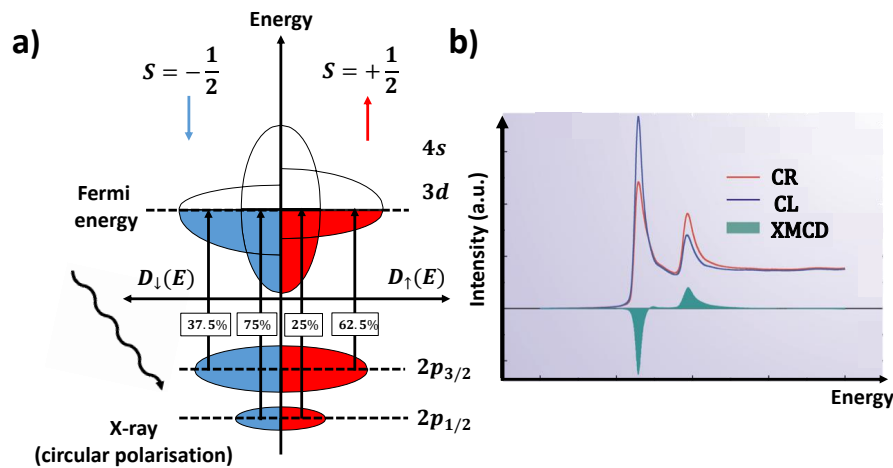 a)
Energy
S = -1/2
S = +1/2
4s
3d
Fermi
energy
D↓(E)
D↑(E)
37.5%
75%
25%
62.5%
2p3/2
2p1/2
X-ray
(circular polarisation)
b)
Intensity (a.u.)
CR
CL
XMCD
Energy